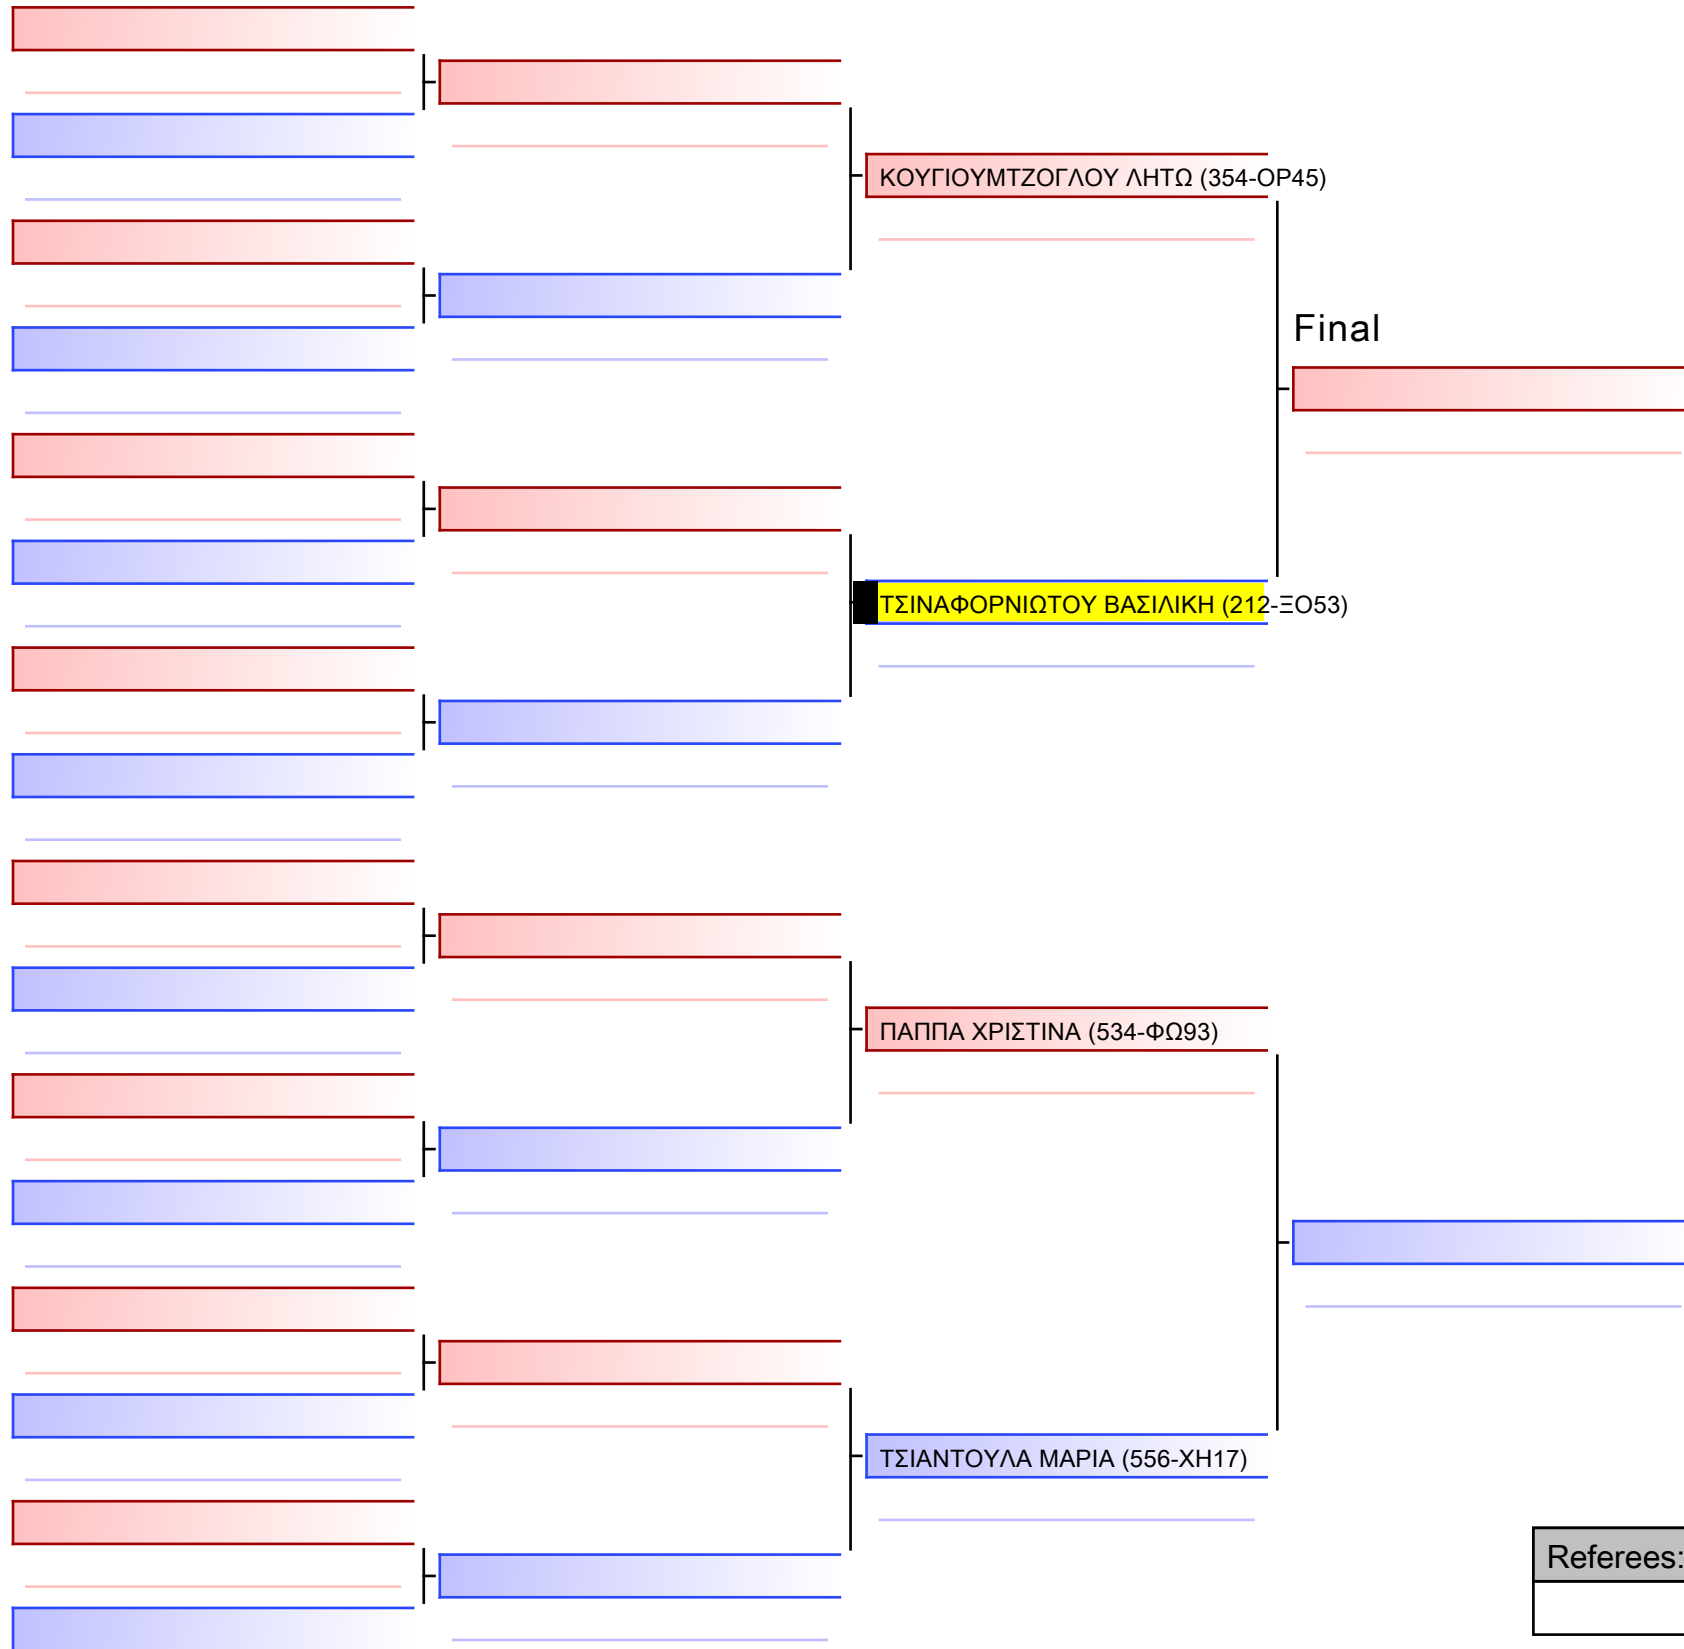 ΚΟΥΓΙΟΥΜΤΖΟΓΛΟΥ ΛΗΤΩ (354-ΟΡ45)
Final
ΤΣΙΝΑΦΟΡΝΙΩΤΟΥ ΒΑΣΙΛΙΚΗ (212-ΞΟ53)
ΠΑΠΠΑ ΧΡΙΣΤΙΝΑ (534-ΦΩ93)
ΤΣΙΑΝΤΟΥΛΑ ΜΑΡΙΑ (556-ΧΗ17)
Referees: